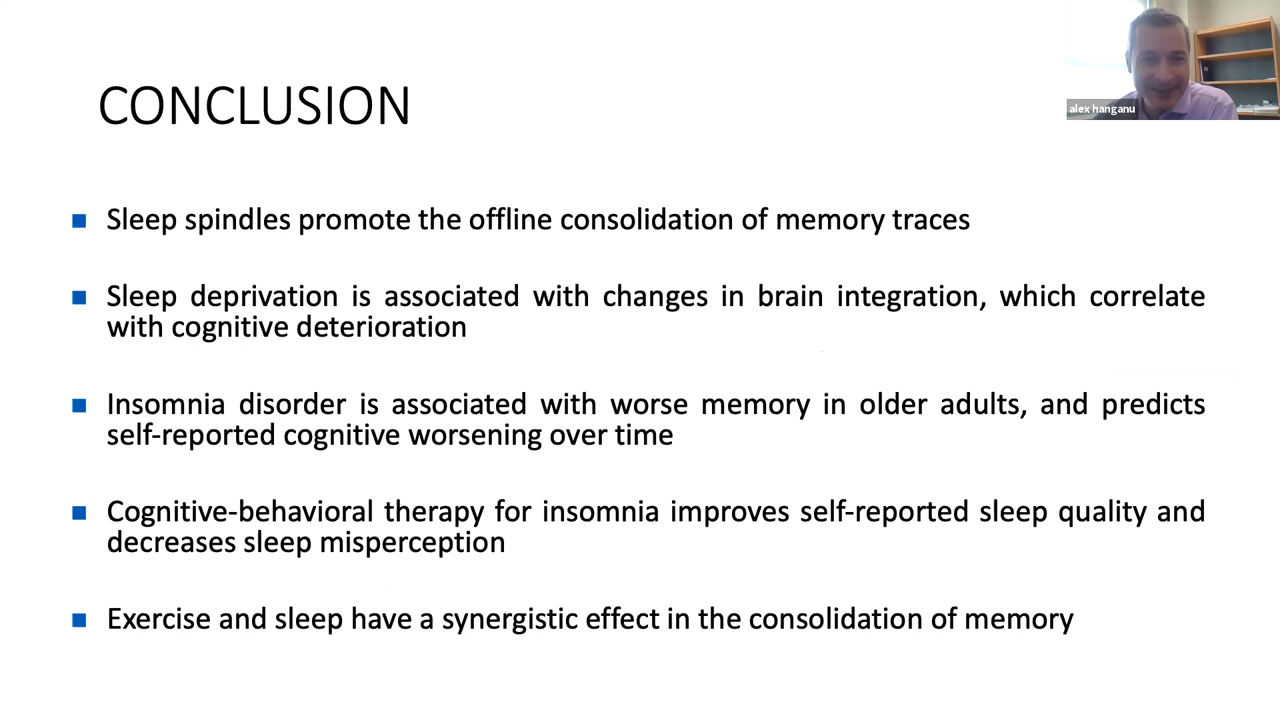 alex hanganu
CONCLUSION
Sleep spindles promote the offline consolidation of memory traces
Sleep deprivation is associated with changes in brain integration, which correlate
with cognitive deterioration
Insomnia disorder is associated with worse memory in older adults, and predicts
self-reported cognitive worsening over time
Cognitive-behavioral therapy for insomnia improves self-reported sleep quality and
decreases sleep misperception
Exercise and sleep have a synergistic effect in the consolidation of memory